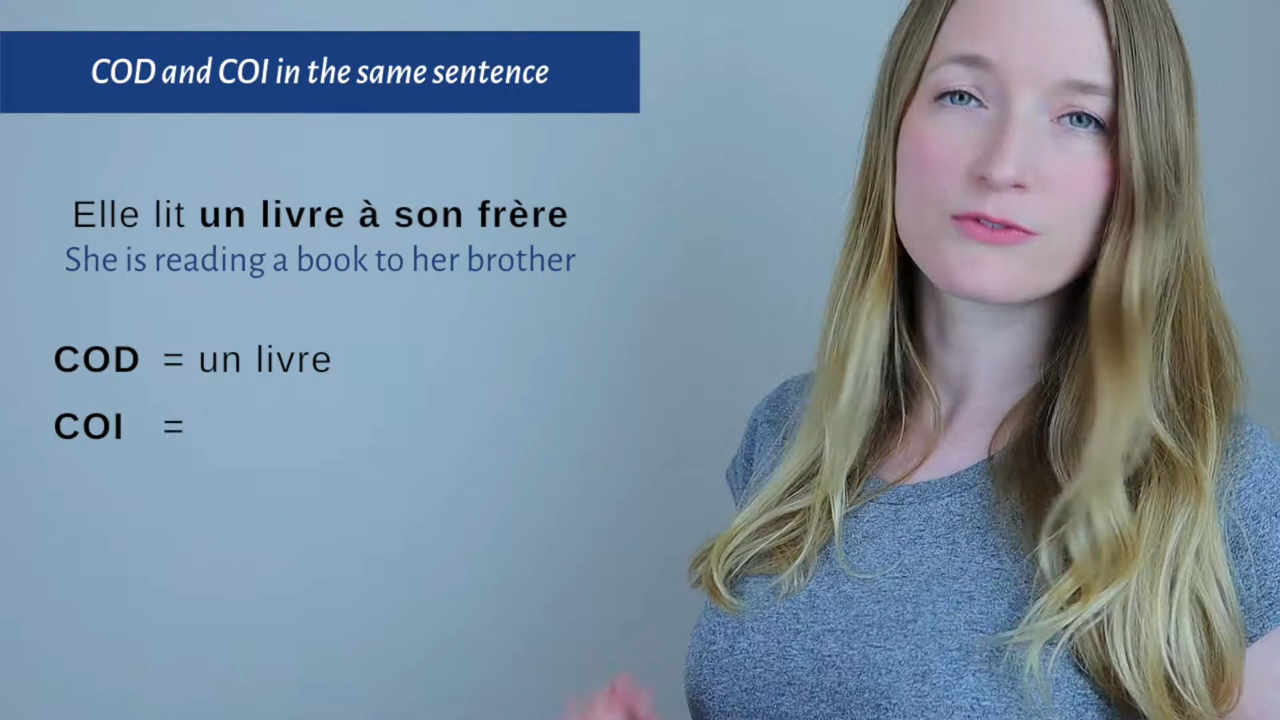 COD and COI in the same sentence
Elle lit un livre à son frère
She is reading a book to her brother
COD = un livre
COI =